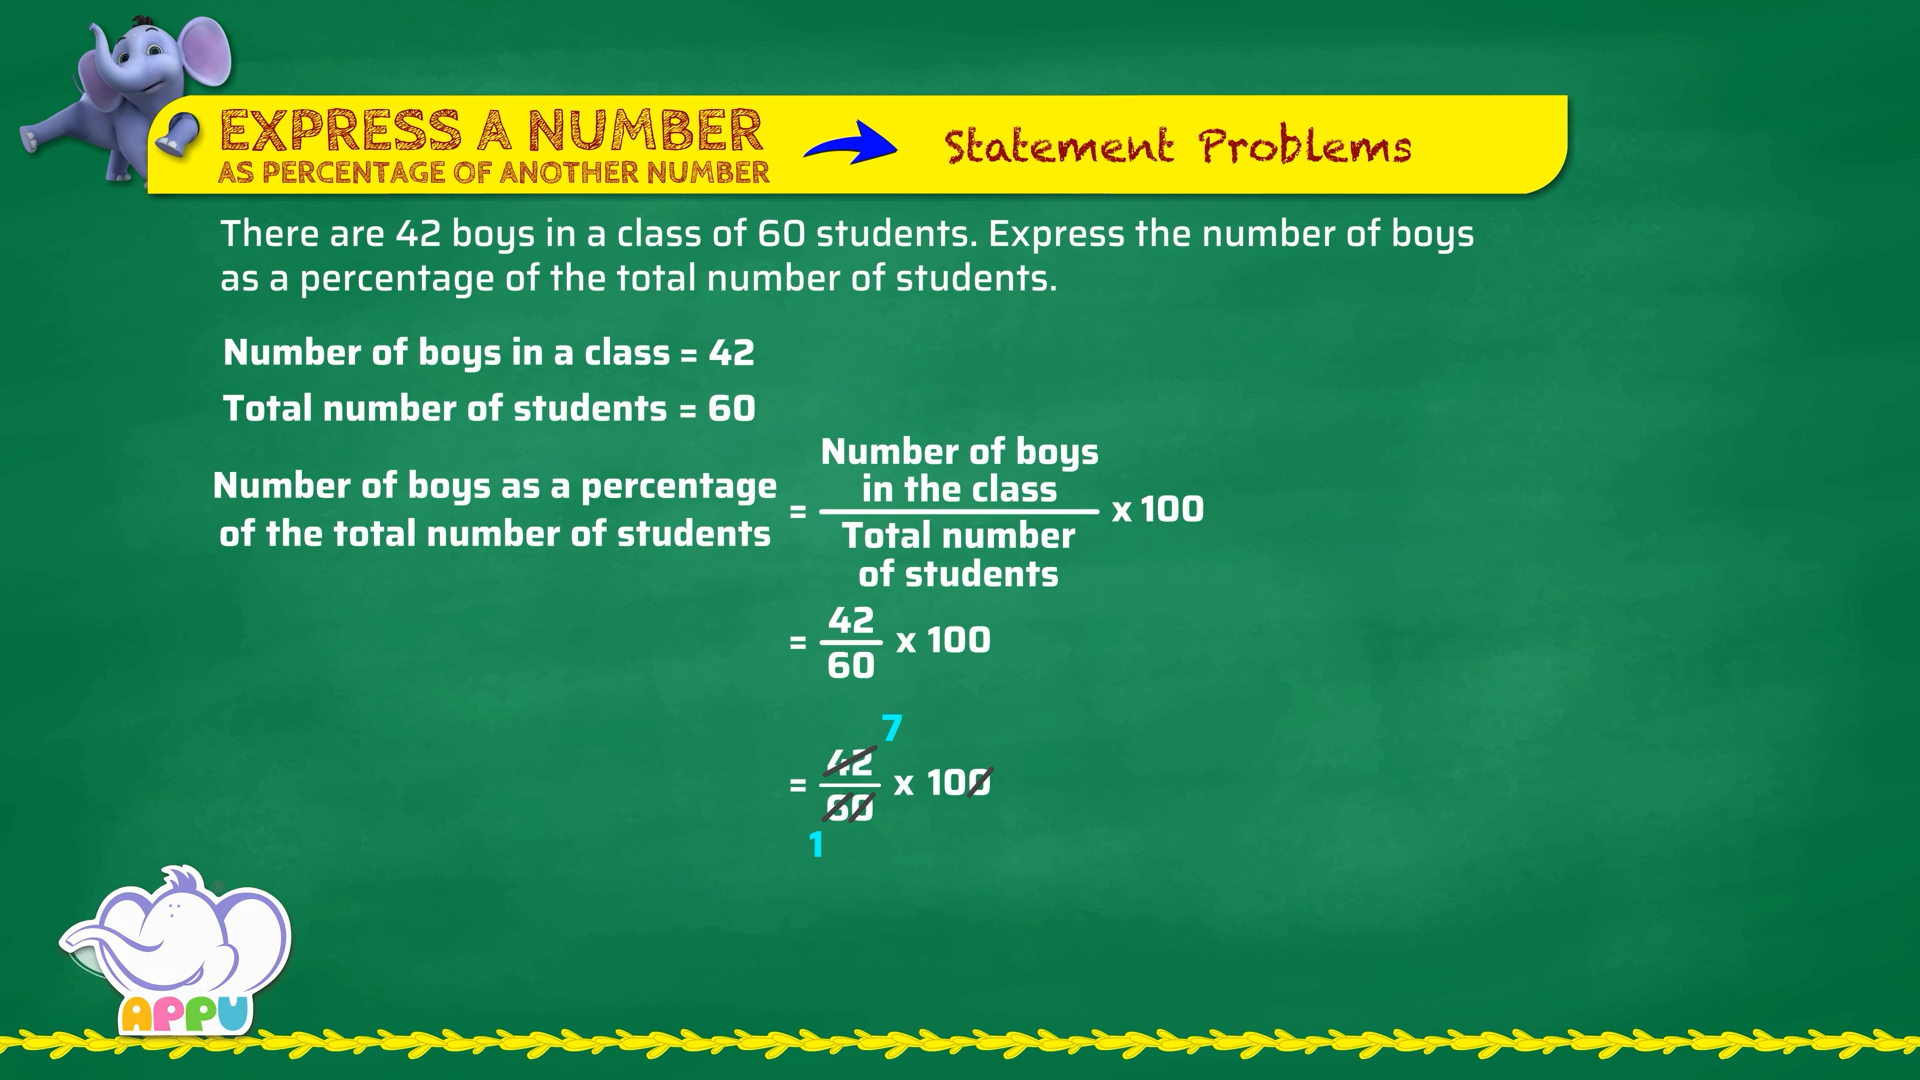 EXPRESS A NUMBER
AS PERCENTAGE OF ANOTHER NUMBER
Statement Problems
There are 42 boys in a class of 60 students. Express the number of boys
as a percentage of the total number of students.
Number of boys in a class = 42
Total number of students = 60
Number of boys as a percentage
of the total number of students
=
Number of boys
in the class
Total number
of students
x 100
= 42
60
x 100
7
= 42
60
x 100
1
APPU